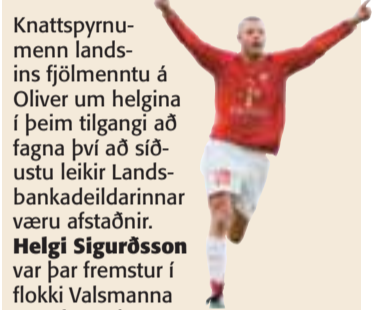 Knattspyrnu-
menn lands-
ins fjölmenntu á
Oliver um helgina
í þeim tilgangi að
fagna því að síð-
ustu leikir Lands-
bankadeildarinnar
væru afstaðnir.
Helgi Sigurðsson
var þar fremstur í
flokki Valsmanna